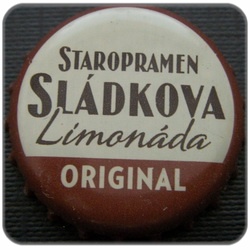 STAROPRAMEN
SLÁDKOVA
Limonáda
ORIGINAL